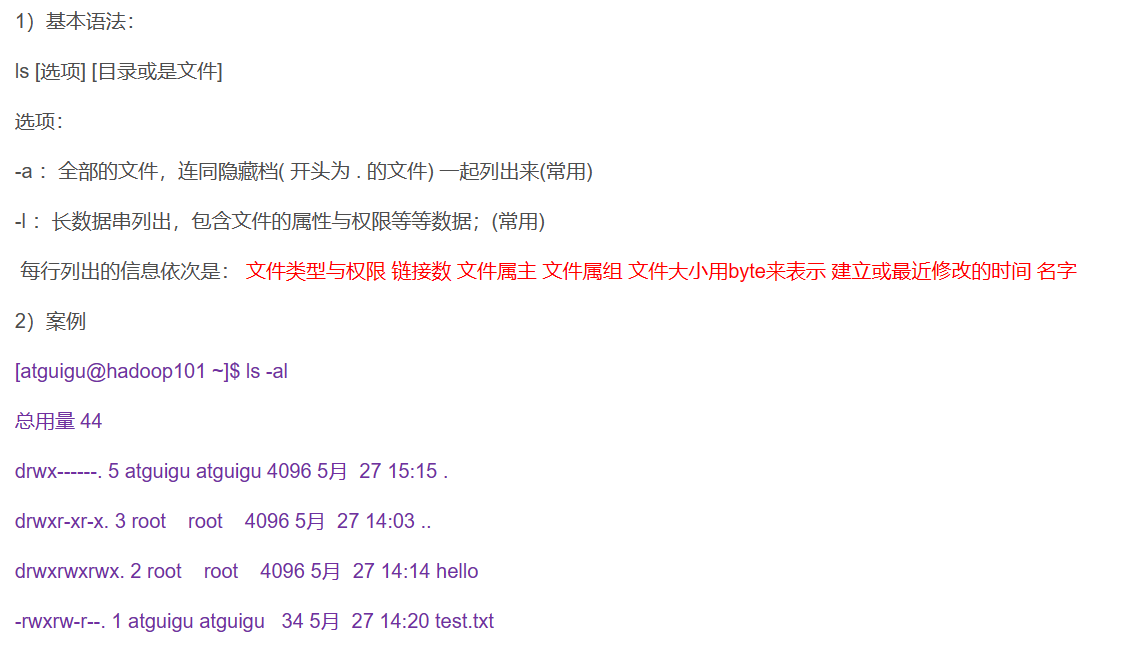 1）基本语法：
ls [选项] [目录或是文件]
选项：
-a ：全部的文件，连同隐藏档( 开头为 . 的文件) 一起列出来(常用)
-l ：长数据串列出，包含文件的属性与权限等等数据；(常用)
每行列出的信息依次是： 文件类型与权限 链接数 文件属主 文件属组 文件大小用byte来表示 建立或最近修改的时间 名字
2）案例
[atguigu@hadoop101 ~]$ ls -al
总用量 44
drwx------. 5 atguigu atguigu 4096 5月  27 15:15 .
drwxr-xr-x. 3 root    root    4096 5月  27 14:03 ..
drwxrwxrwx. 2 root    root    4096 5月  27 14:14 hello
-rwxrw-r--. 1 atguigu atguigu   34 5月  27 14:20 test.txt